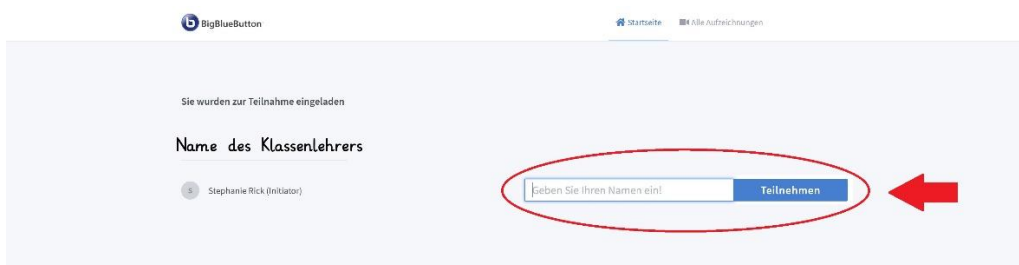 BigBlueButton
Startseite
Alle Aufzeichnungen
Sie wurden zur Teilnahme eingeladen
Name des Klassenlehrers
S
Stephanie Rick (Initiator)
Geben Sie Ihren Namen ein!
Teilnehmen